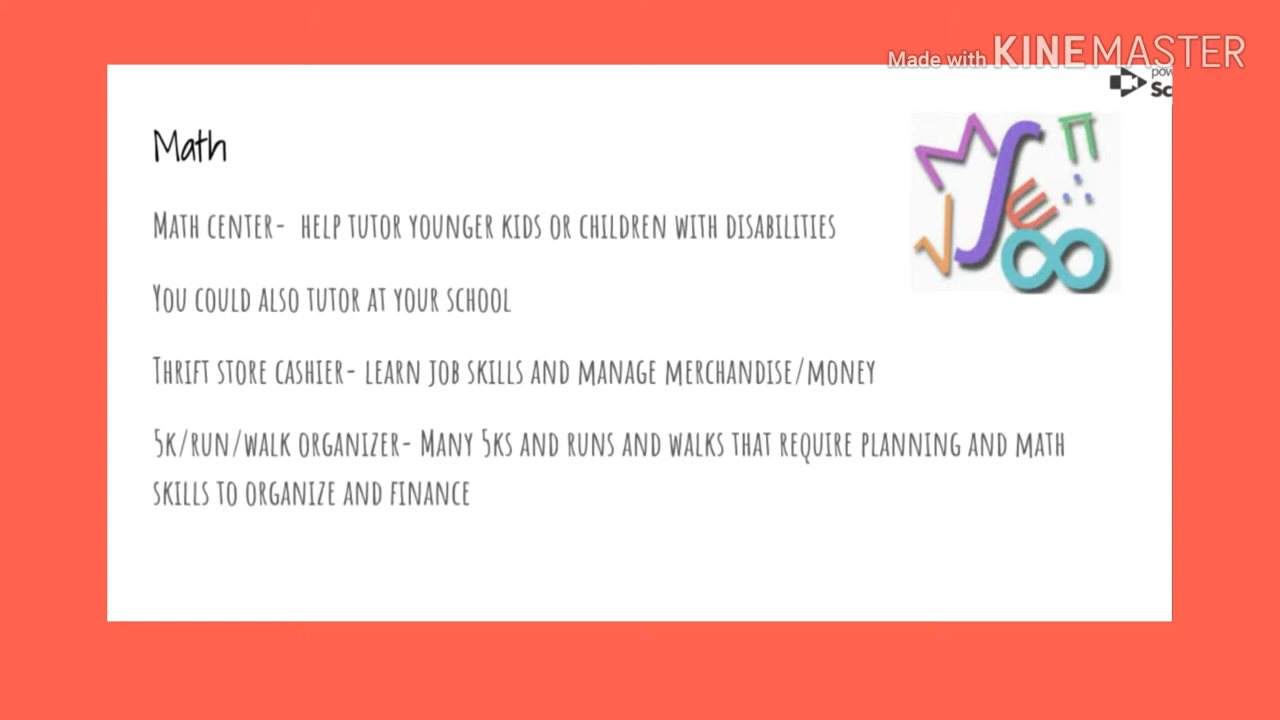 Made with KINEMASTER
Math
Math center- help tutor younger kids or children with disabilities
You could also tutor at your school
Thrift store cashier- learn job skills and manage merchandise/money
5k/run/walk organizer- Many 5ks and runs and walks that require planning and math
skills to organize and finance